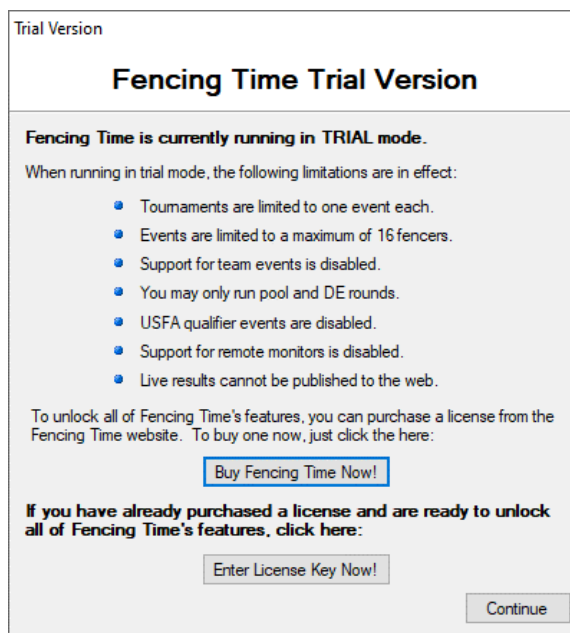 Trial Version
Fencing Time Trial Version
Fencing Time is currently running in TRIAL mode.
When running in trial mode, the following limitations are in effect:
Tournaments are limited to one event each.
Events are limited to a maximum of 16 fencers.
Support for team events is disabled.
You may only run pool and DE rounds.
USFA qualifier events are disabled.
Support for remote monitors is disabled.
Live results cannot be published to the web.
To unlock all of Fencing Time's features, you can purchase a license from the
Fencing Time website. To buy one now, just click the here:
Buy Fencing Time Now!
If you have already purchased a license and are ready to unlock
all of Fencing Time's features, click here:
Enter License Key Now!
Continue